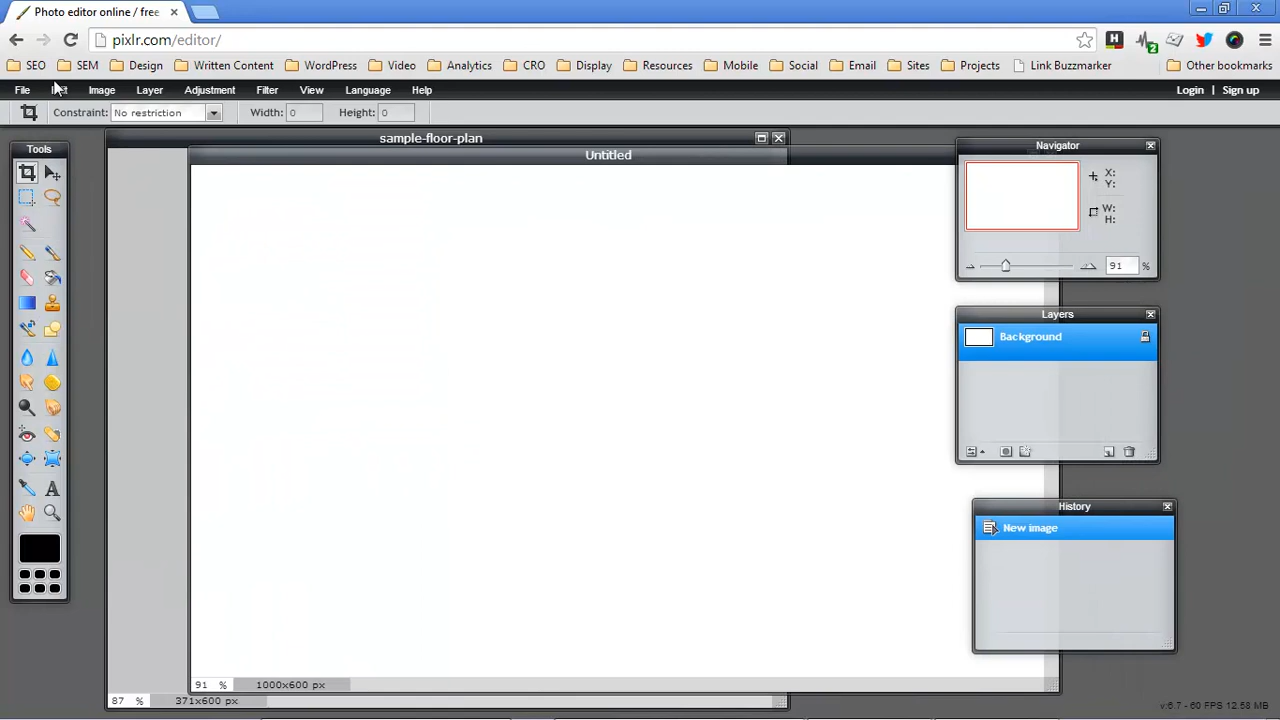 Photo editor online / free
pixlr.com/editor/
2
SEO SEM Design Written Content WordPress Video Analytics CRO Display Resources Mobile Social Email Sites Projects Link Buzzmarker Other bookmarks
File Image Layer Adjustment Filter View Language Help Login Sign up
Constraint: No restriction Width: 0 Height: 0
sample-floor-plan
Untitled
Tools
Navigator
X:
Y:
W:
H:
91 %
Layers
Background
History
New image
91 % 1000x600 px
87 % 371x600 px
v:6.7 - 60 FPS 12.58 MB